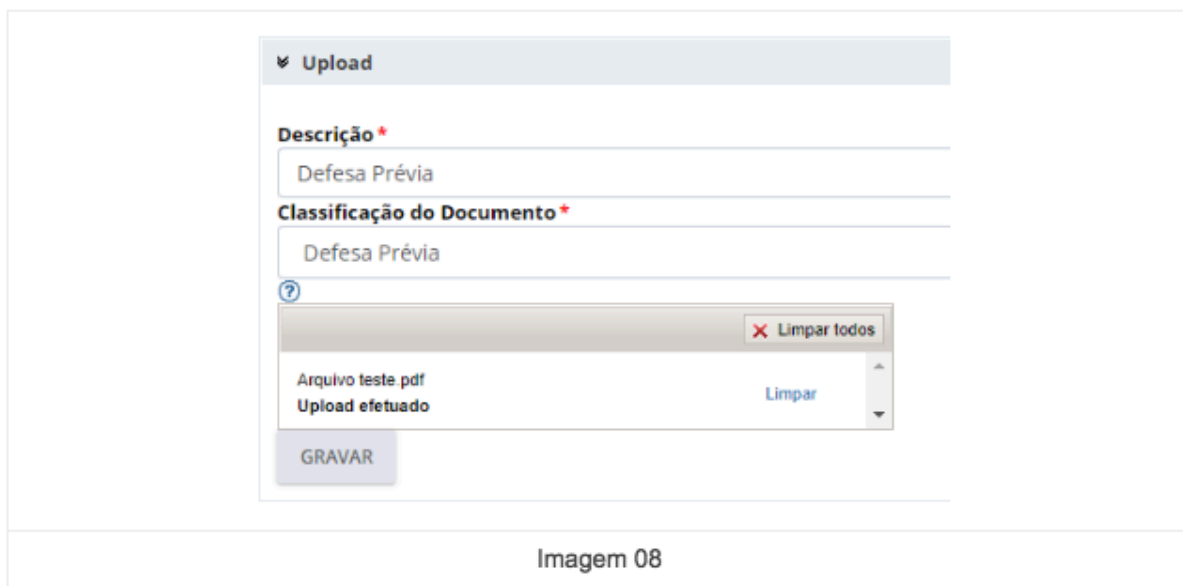 Upload
Descrição *
Defesa Prévia
Classificação do Documento *
Defesa Prévia
?
Limpar todos
Arquivo teste.pdf
Limpar
Upload efetuado
GRAVAR
Imagem 08